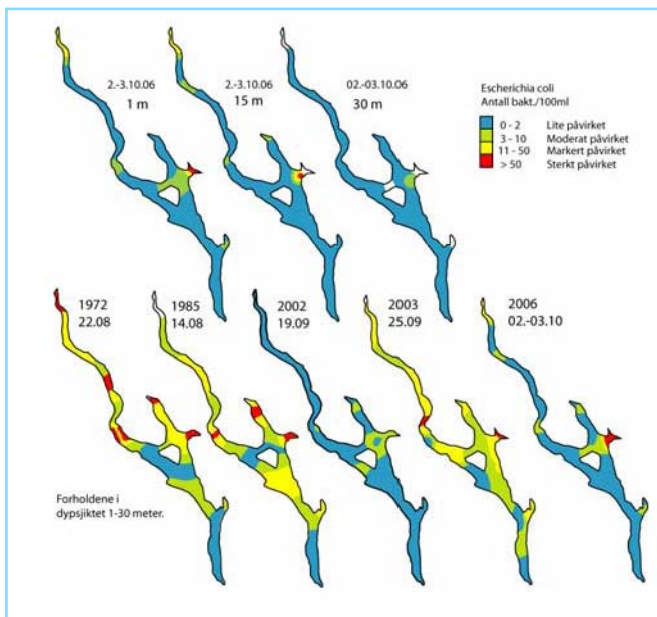 2.-3.10.06
1 m
2.-3.10.06
15 m
02.-03.10.06
30 m
Escherichia coli
Antall bakt./100ml
0 - 2 Lite påvirket
3 - 10 Moderat påvirket
11 - 50 Markert påvirket
> 50 Sterkt påvirket
1972
22.08
1985
14.08
2002
19.09
2003
25.09
2006
02.-03.10
Forholdene i
dypsjiktet 1-30 meter.